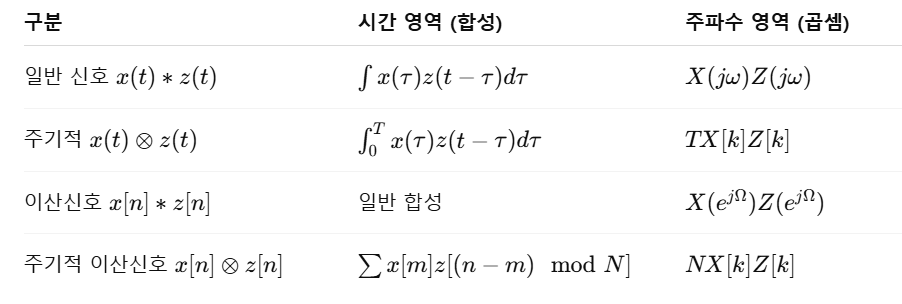 구분 시간 영역 (합성) 주파수 영역 (곱셈)
일반 신호 x(t) ∗ z(t) ∫ x(τ)z(t − τ)dτ X(jω)Z(jω)
주기적 x(t) ⊗ z(t) ∫₀ᵀ x(τ)z(t − τ)dτ TX[k]Z[k]
이산신호 x[n] ∗ z[n] 일반 합성 X(e^{jΩ})Z(e^{jΩ})
주기적 이산신호 x[n] ⊗ z[n] ∑ x[m]z[(n − m) mod N] NX[k]Z[k]